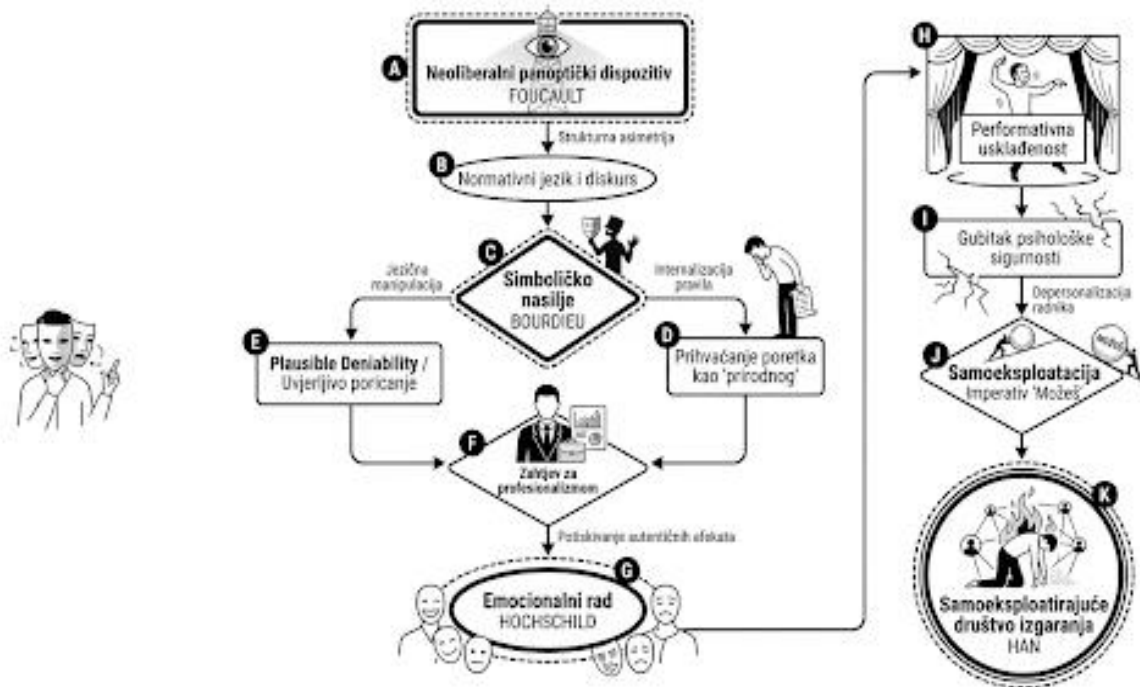 A
Neoliberalni panoptički dispozitiv
FOUCAULT
Strukturna asimetrija
B
Normativni jezik i diskurs
C
Simboličko
nasilje
BOURDIEU
Jezična
manipulacija
Internalizacija
pravila
E
Plausible Deniability /
Uvjerljivo poricanje
D
Prihvaćanje poretka
kao 'prirodnog'
F
Zahtjev za
profesionalizmom
Potiskivanje autentičnih afekata
G
Emocionalni rad
HOCHSCHILD
H
Performativna
usklađenost
I
Gubitak psihološke
sigurnosti
Depersonalizacija
radnika
J
Samoeksploatacija
Imperativ 'Možeš'
K
Samoeksploatirajuće
društvo izgaranja
HAN